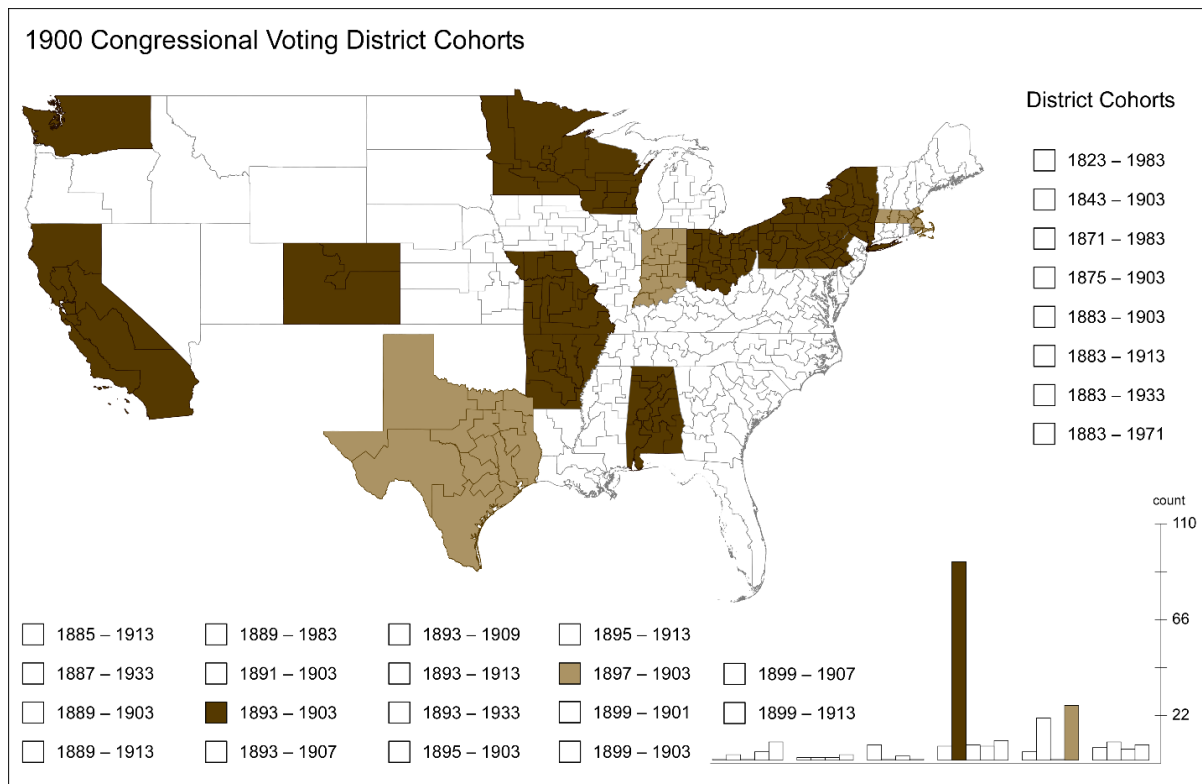 1900 Congressional Voting District Cohorts
District Cohorts
1823 – 1983
1843 – 1903
1871 – 1983
1875 – 1903
1883 – 1903
1883 – 1913
1883 – 1933
1883 – 1971
count
110
66
22
1885 – 1913
1887 – 1933
1889 – 1903
1889 – 1913
1889 – 1983
1891 – 1903
1893 – 1903
1893 – 1907
1893 – 1909
1893 – 1913
1893 – 1933
1895 – 1903
1895 – 1913
1897 – 1903
1899 – 1901
1899 – 1903
1899 – 1907
1899 – 1913